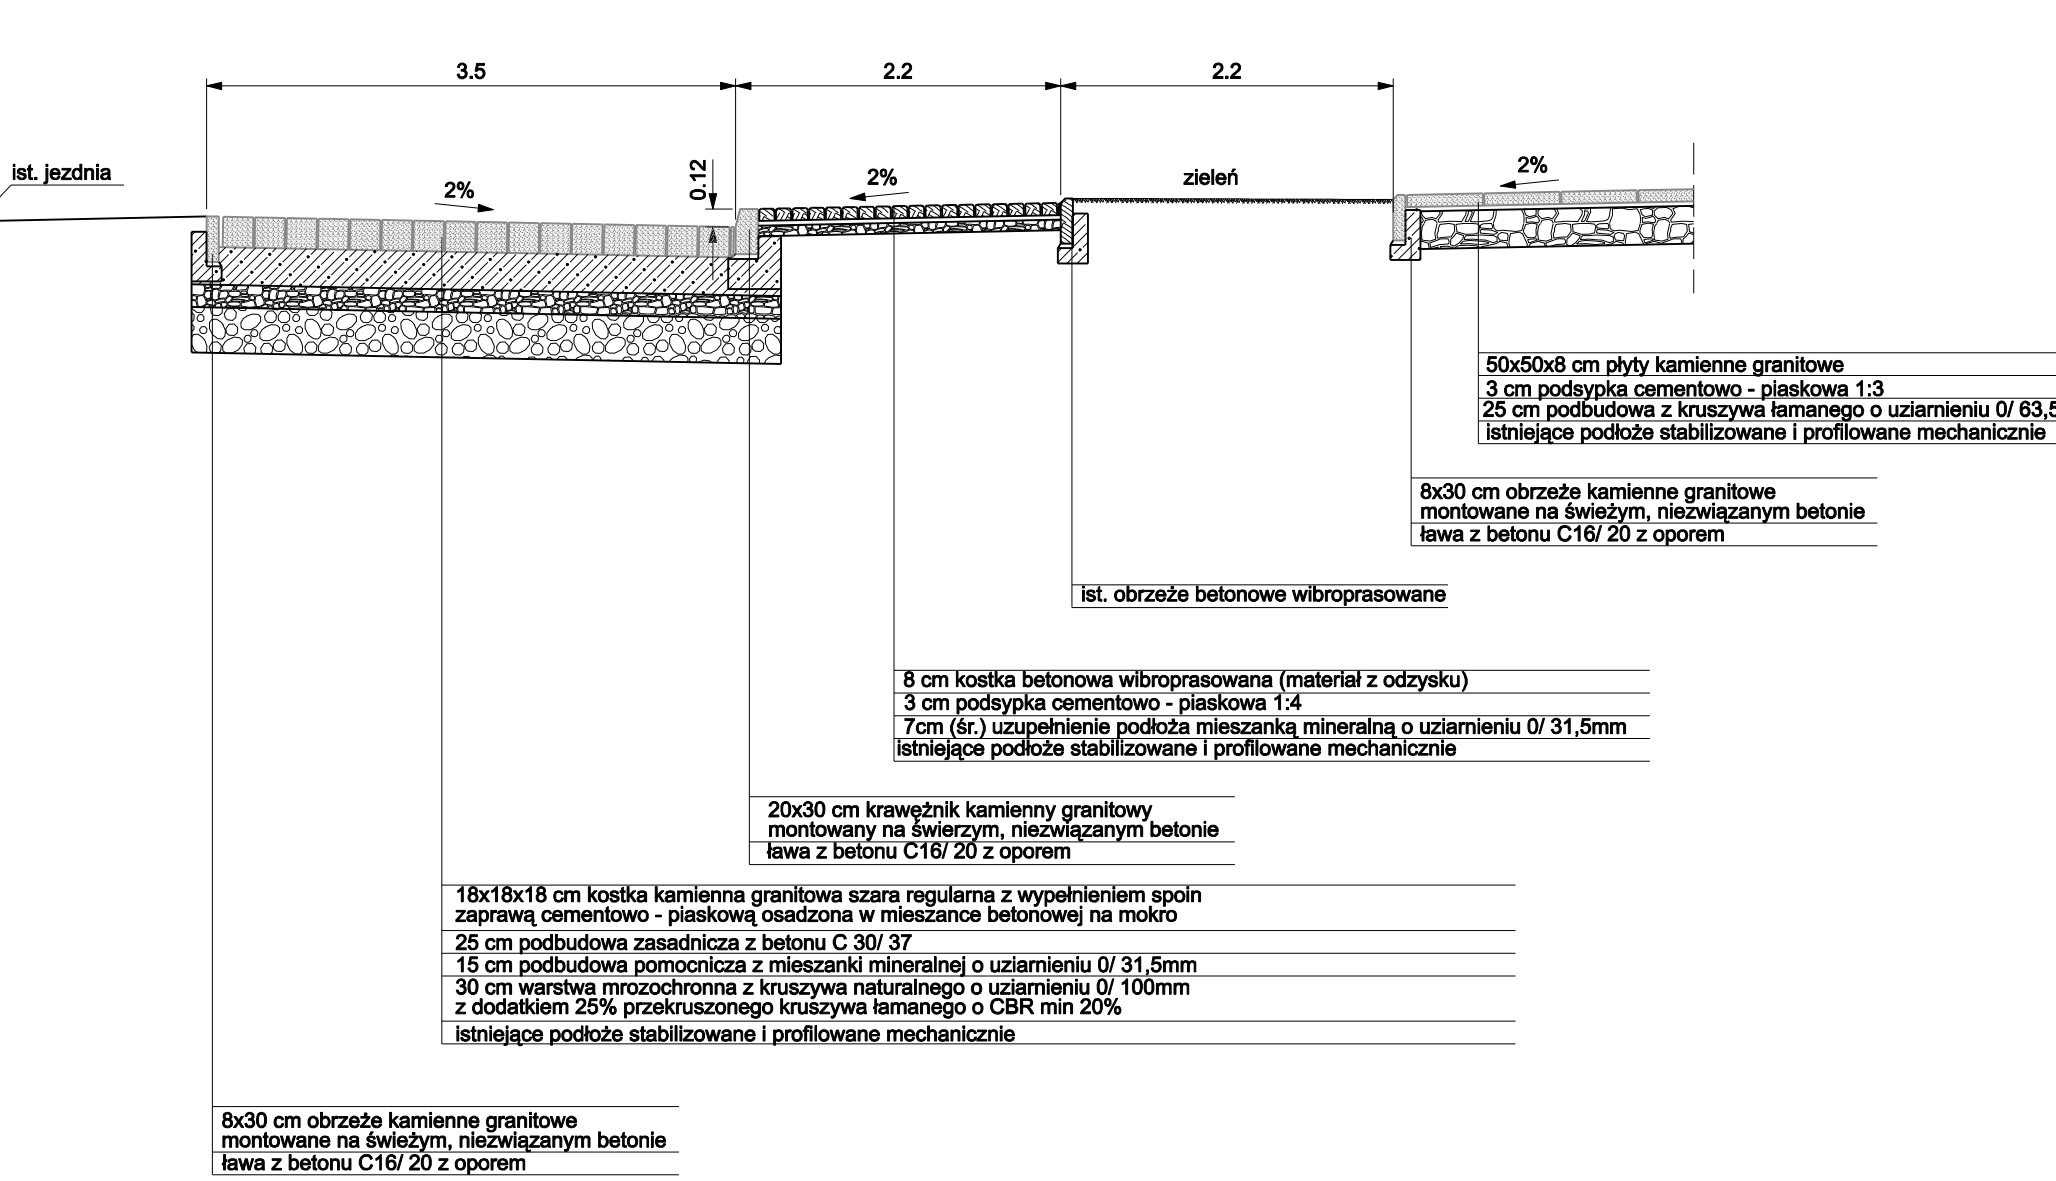 3.5
2.2
2.2
ist. jezdnia
2%
0.12
2%
zieleń
2%
50x50x8 cm płyty kamienne granitowe
3 cm podsypka cementowo - piaskowa 1:3
25 cm podbudowa z kruszywa łamanego o uziarnieniu 0/ 63,5
istniejące podłoże stabilizowane i profilowane mechanicznie
8x30 cm obrzeże kamienne granitowe
montowane na świeżym, niezwiązanym betonie
ława z betonu C16/ 20 z oporem
ist. obrzeże betonowe wibroprasowane
8 cm kostka betonowa wibroprasowana (materiał z odzysku)
3 cm podsypka cementowo - piaskowa 1:4
7cm (śr.) uzupełnienie podłoża mieszanką mineralną o uziarnieniu 0/ 31,5mm
istniejące podłoże stabilizowane i profilowane mechanicznie
20x30 cm krawężnik kamienny granitowy
montowany na świerzym, niezwiązanym betonie
ława z betonu C16/ 20 z oporem
18x18x18 cm kostka kamienna granitowa szara regularna z wypełnieniem spoin
zaprawą cementowo - piaskową osadzona w mieszance betonowej na mokro
25 cm podbudowa zasadnicza z betonu C 30/ 37
15 cm podbudowa pomocnicza z mieszanki mineralnej o uziarnieniu 0/ 31,5mm
30 cm warstwa mrozochronna z kruszywa naturalnego o uziarnieniu 0/ 100mm
z dodatkiem 25% przekruszonego kruszywa łamanego o CBR min 20%
istniejące podłoże stabilizowane i profilowane mechanicznie
8x30 cm obrzeże kamienne granitowe
montowane na świeżym, niezwiązanym betonie
ława z betonu C16/ 20 z oporem